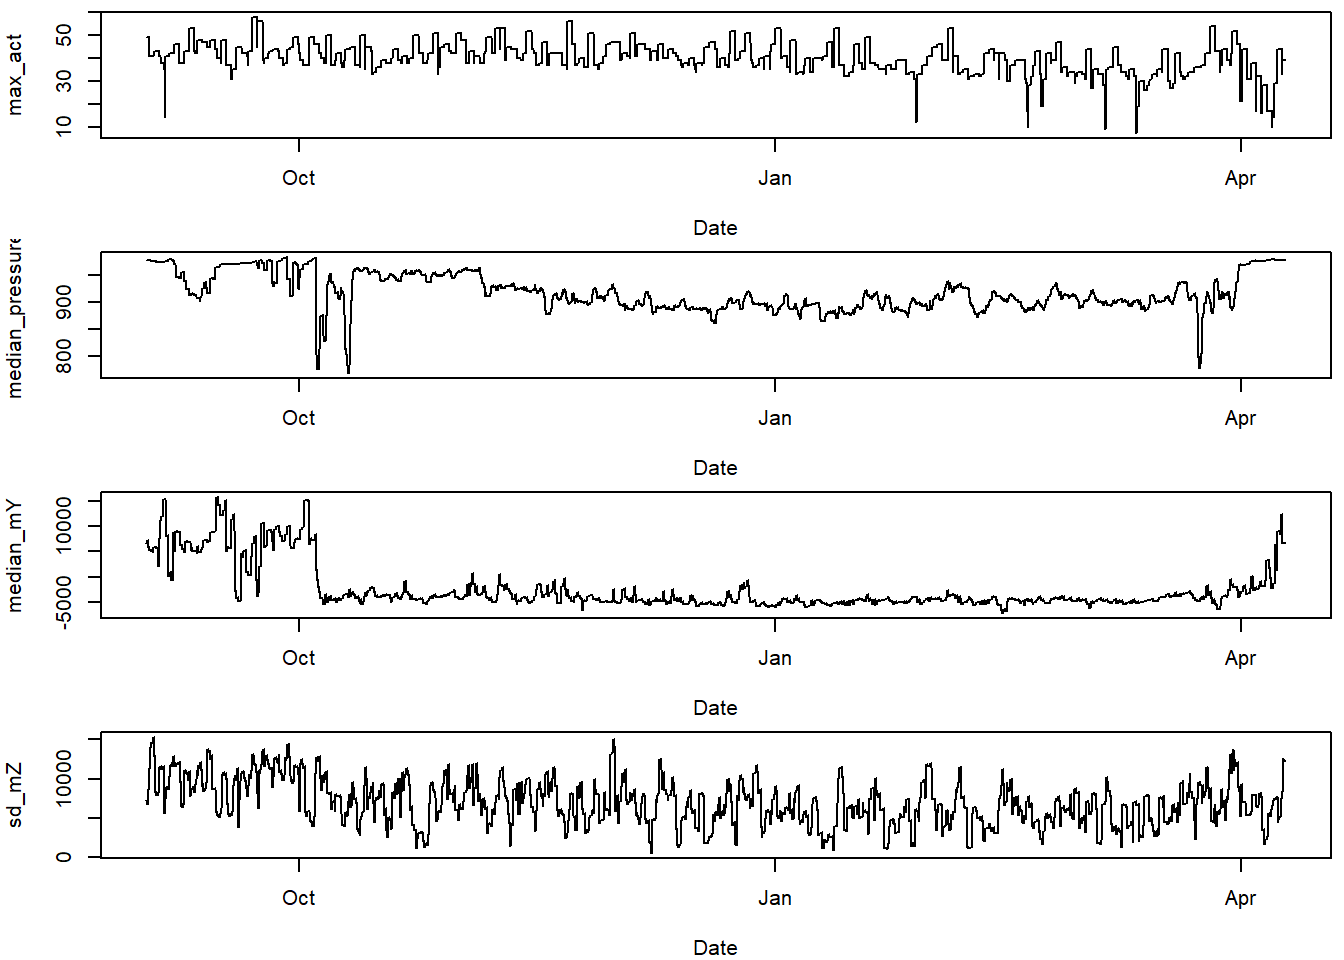 max_act
10
30
50
Oct
Jan
Apr
Date
median_pressure
800
900
Oct
Jan
Apr
Date
median_mY
-5000
10000
Oct
Jan
Apr
Date
sd_mZ
0
10000
Oct
Jan
Apr
Date